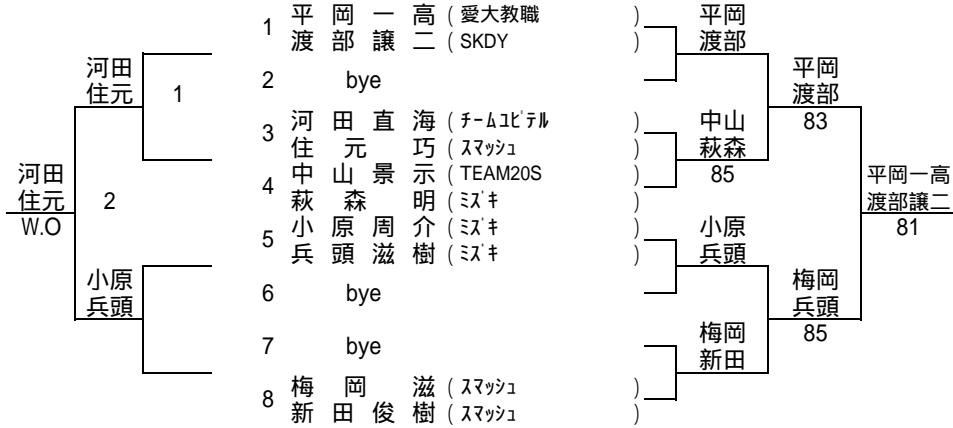 1 平岡一高 ( 愛大教職 )
渡部譲二 ( SKDY )
2 bye
3 河田直海 ( チームユピテル )
住元巧 ( スマッシュ )
4 中山景示 ( TEAM20S )
萩森明 ( ミズキ )
5 小原周介 ( ミズキ )
兵頭滋樹 ( ミズキ )
6 bye
7 bye
8 梅岡滋 ( スマッシュ )
新田俊樹 ( スマッシュ )
河田
住元
1
小原
兵頭
河田
住元
W.O
2
平岡
渡部
中山
萩森
85
小原
兵頭
梅岡
新田
平岡
渡部
83
梅岡
兵頭
85
平岡一高
渡部譲二
81